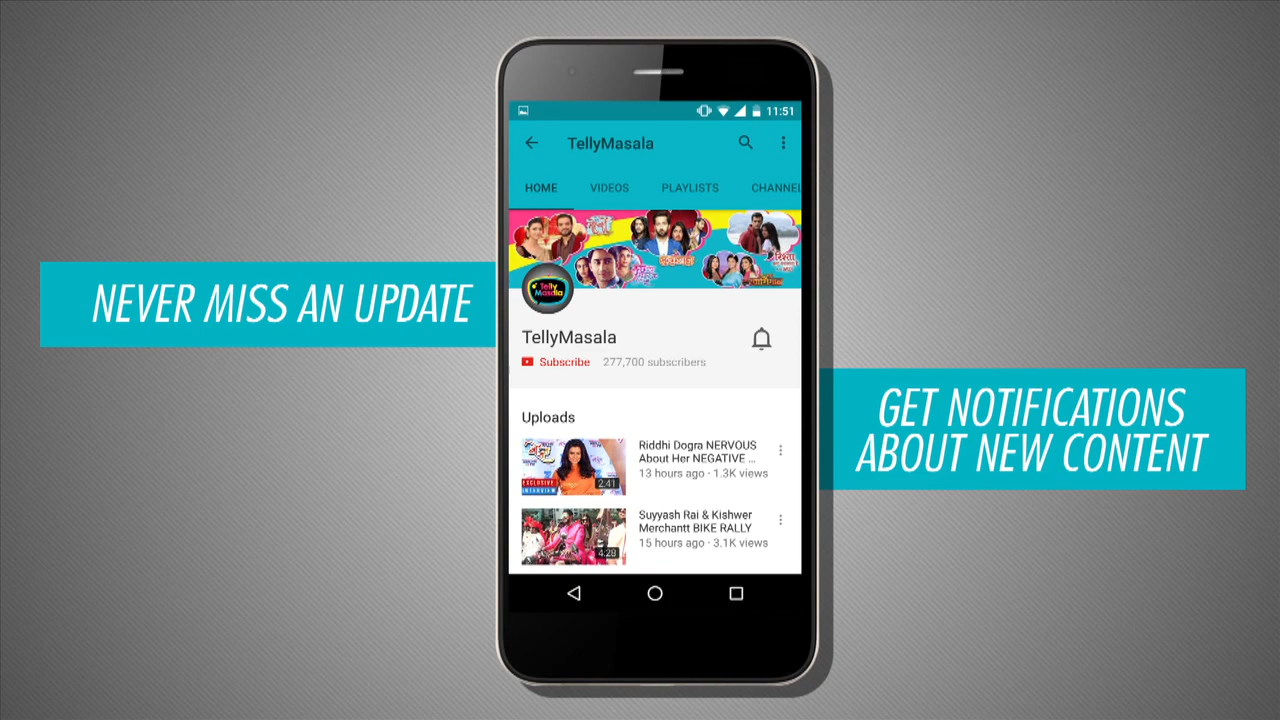 11:51
TellyMasala
HOME VIDEOS PLAYLISTS CHANNEL
Telly
Masala
TellyMasala
Subscribe 277,700 subscribers
NEVER MISS AN UPDATE
GET NOTIFICATIONS
ABOUT NEW CONTENT
Uploads
Riddhi Dogra NERVOUS
About Her NEGATIVE ...
13 hours ago · 1.3K views
EXCLUSIVE
INTERVIEW
2:41
Suyyash Rai & Kishwer
Merchantt BIKE RALLY
15 hours ago · 3.1K views
4:28